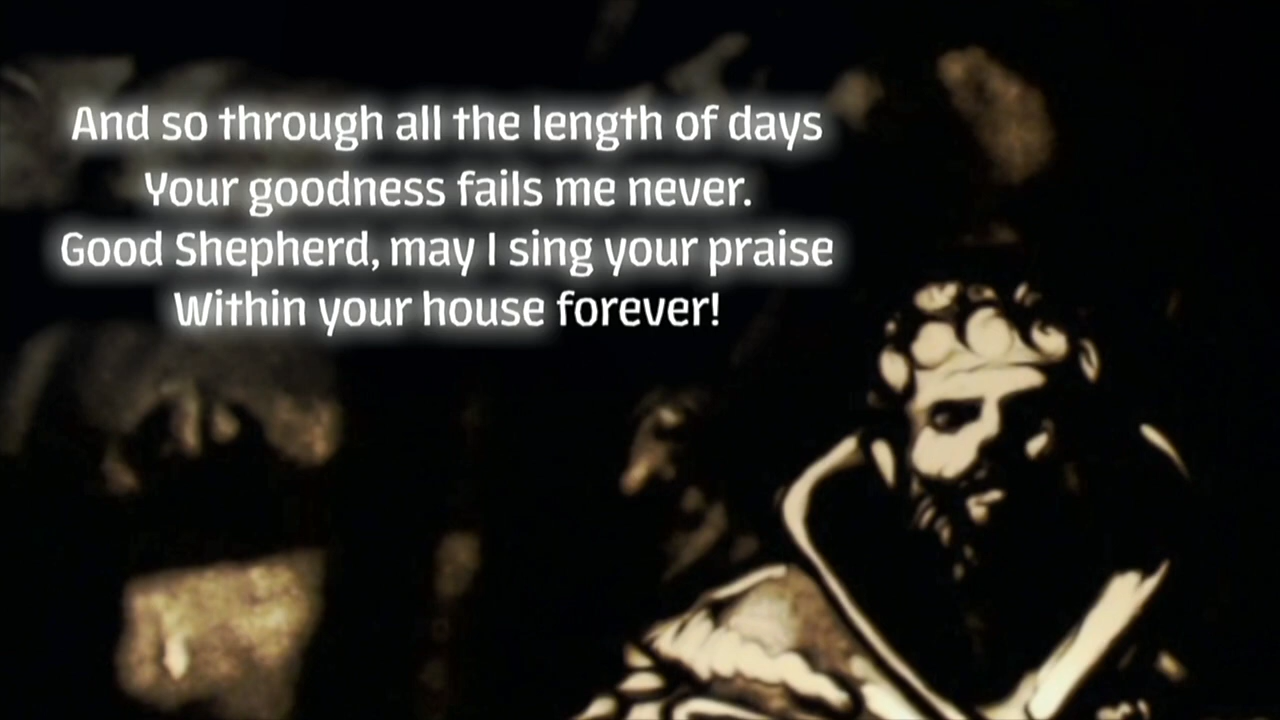 And so through all the length of days
Your goodness fails me never.
Good Shepherd, may I sing your praise
Within your house forever!